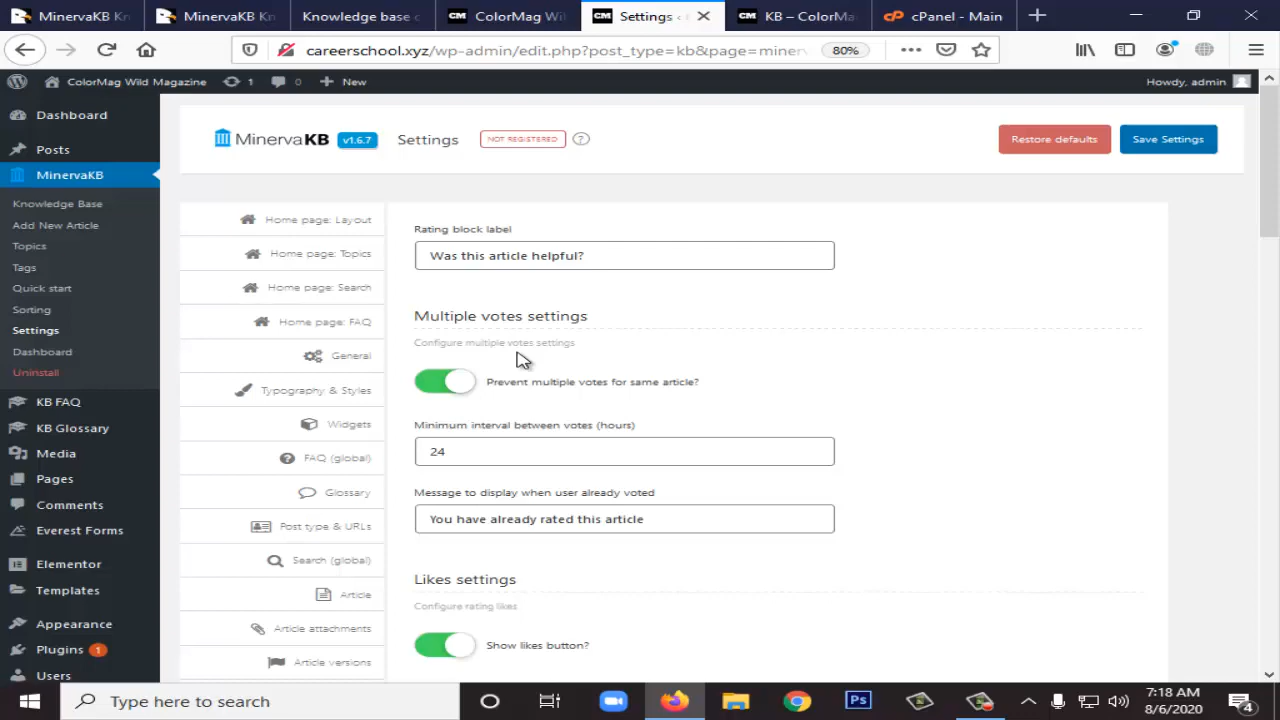 MinervaKB Kn
MinervaKB Kn
Knowledge base c
CM ColorMag Wi
CM Settings ‹
CM KB – ColorMa
cP cPanel - Main
careerschool.xyz/wp-admin/edit.php?post_type=kb&page=minerv
80%
ColorMag Wild Magazine
1
0
New
Howdy, admin
Dashboard
Posts
MinervaKB
Knowledge Base
Add New Article
Topics
Tags
Quick start
Sorting
Settings
Dashboard
Uninstall
KB FAQ
KB Glossary
Media
Pages
Comments
Everest Forms
Elementor
Templates
Appearance
Plugins 1
Users
MinervaKB v1.6.7 Settings NOT REGISTERED ?
Restore defaults
Save Settings
Home page: Layout
Home page: Topics
Home page: Search
Home page: FAQ
General
Typography & Styles
Widgets
FAQ (global)
Glossary
Post type & URLs
Search (global)
Article
Article attachments
Article versions
Rating block label
Was this article helpful?
Multiple votes settings
Configure multiple votes settings
Prevent multiple votes for same article?
Minimum interval between votes (hours)
24
Message to display when user already voted
You have already rated this article
Likes settings
Configure rating likes
Show likes button?
Type here to search
Ps
7:18 AM
8/6/2020
4